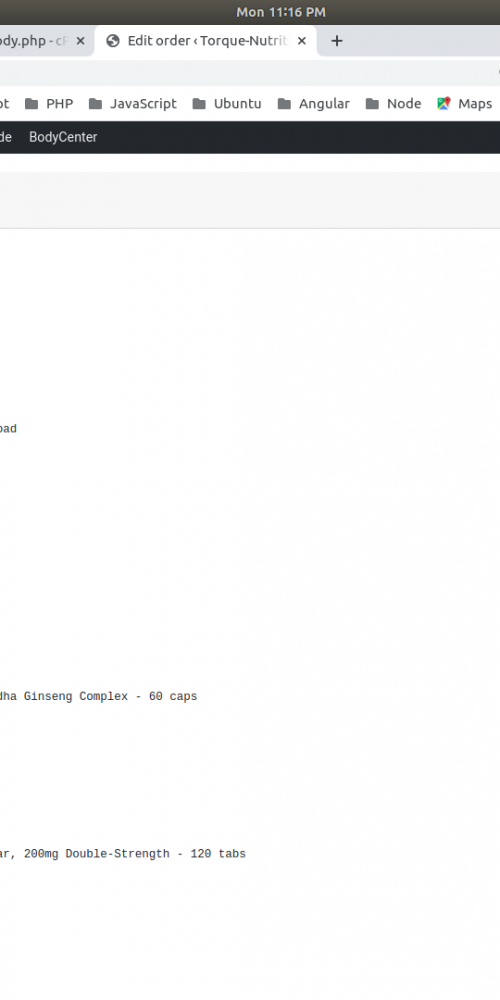 Mon 11:16 PM
ody.php - cP Edit order ‹ Torque-Nutrit
ot PHP JavaScript Ubuntu Angular Node Maps
de BodyCenter
oad
dha Ginseng Complex - 60 caps
ar, 200mg Double-Strength - 120 tabs